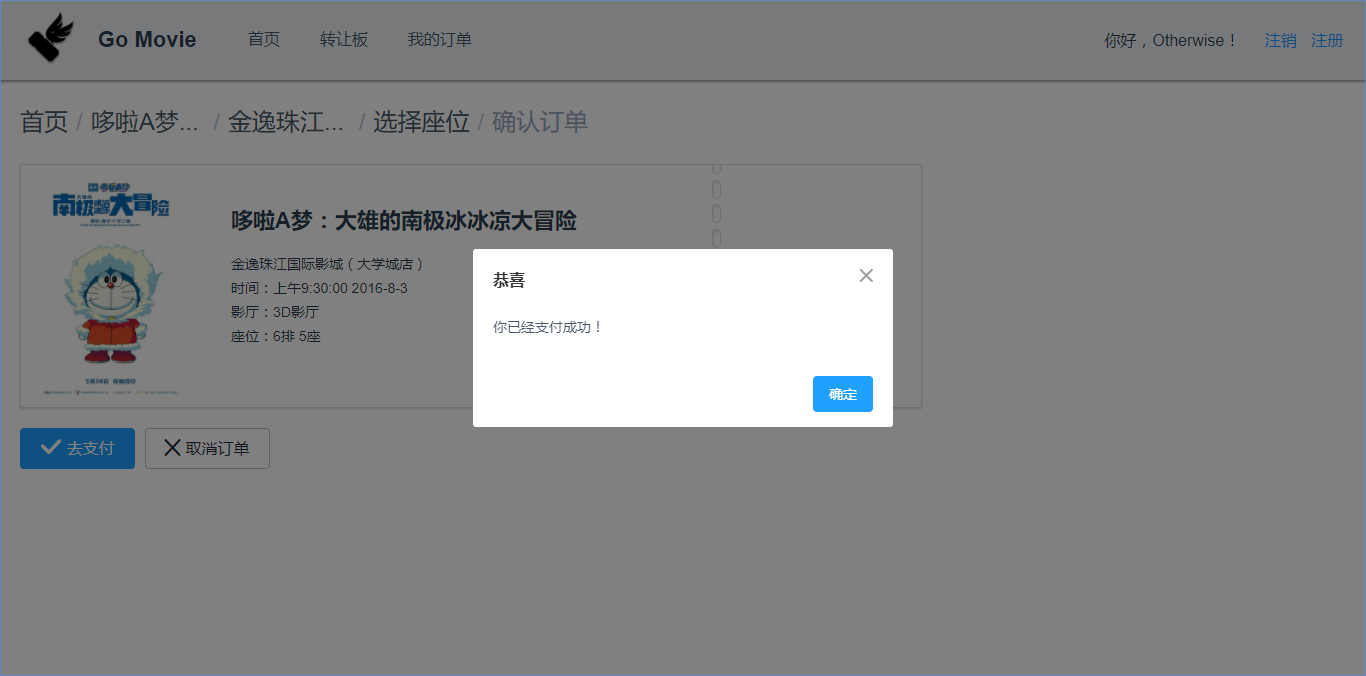 Go Movie
首页
转让板
我的订单
你好，Otherwise！
注销
注册
首页 / 哆啦A梦... / 金逸珠江... / 选择座位 / 确认订单
南极冰冰凉大冒险
5月30日
哆啦A梦：大雄的南极冰冰凉大冒险
金逸珠江国际影城（大学城店）
时间：上午9:30:00 2016-8-3
影厅：3D影厅
座位：6排 5座
恭喜
你已经支付成功！
确定
去支付
取消订单